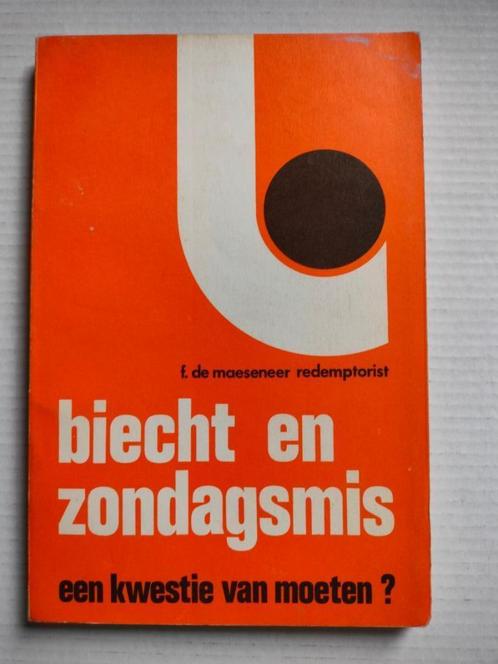 f. de maeseneer redemptorist
biecht en
zondagsmis
een kwestie van moeten ?